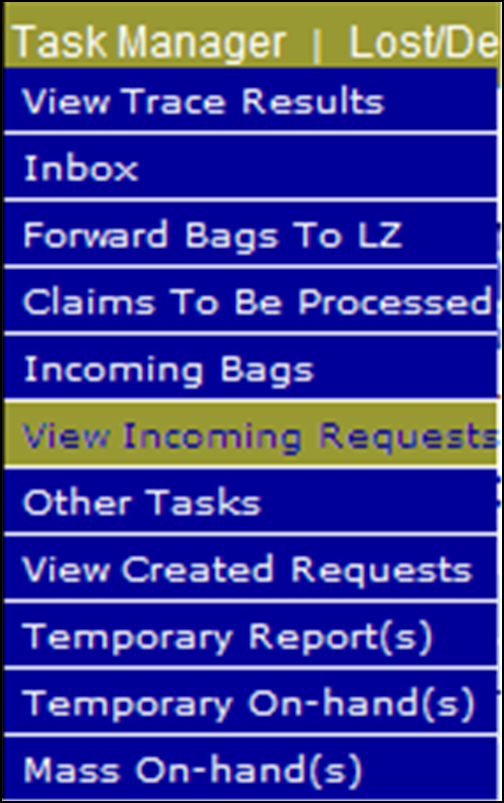 Task Manager | Lost/De
View Trace Results
Inbox
Forward Bags To LZ
Claims To Be Processed
Incoming Bags
View Incoming Requests
Other Tasks
View Created Requests
Temporary Report(s)
Temporary On-hand(s)
Mass On-hand(s)